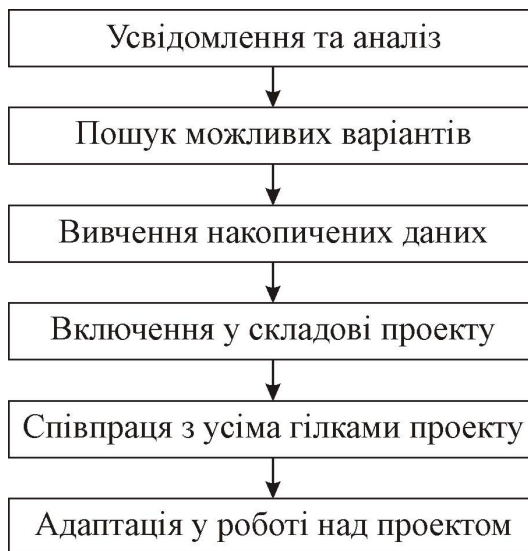 Усвідомлення та аналіз
Пошук можливих варіантів
Вивчення накопичених даних
Включення у складові проекту
Співпраця з усіма гілками проекту
Адаптація у роботі над проектом